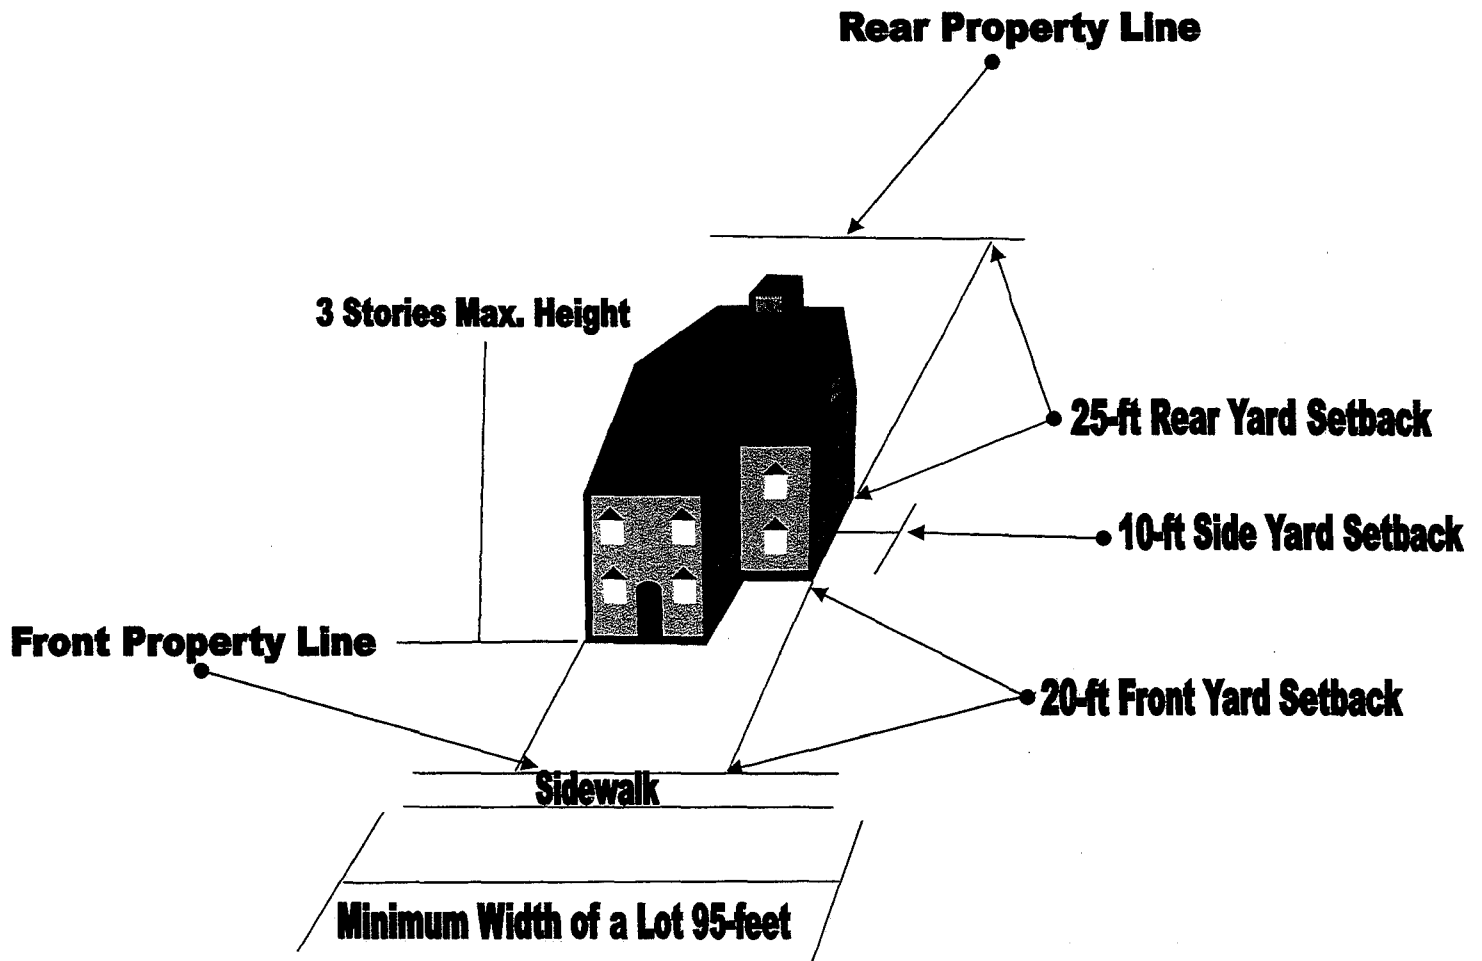 Rear Property Line
3 Stories Max. Height
25-ft Rear Yard Setback
10-ft Side Yard Setback
Front Property Line
20-ft Front Yard Setback
Sidewalk
Minimum Width of a Lot 95-feet